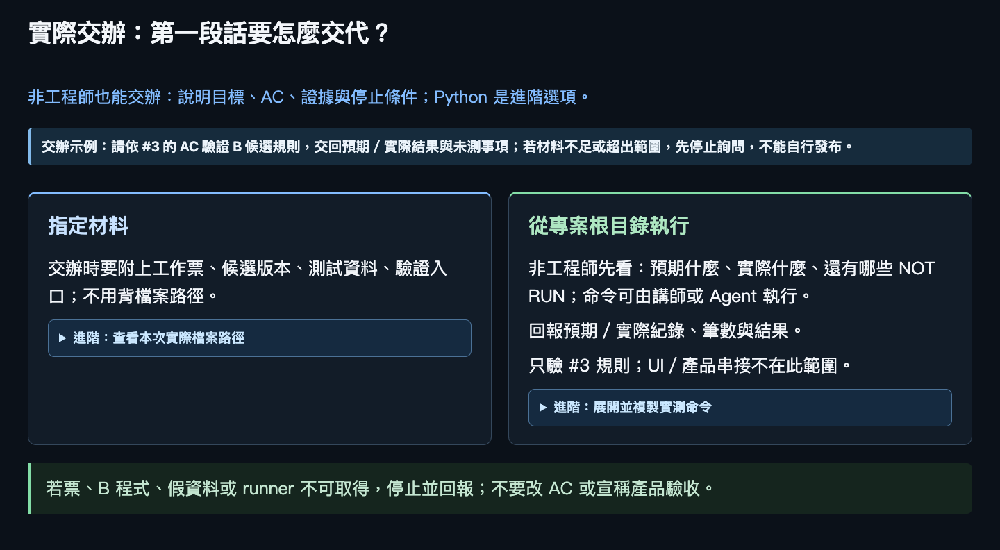 實際交辦：第一段話要怎麼交代？
非工程師也能交辦：說明目標、AC、證據與停止條件；Python 是進階選項。
交辦示例：請依 #3 的 AC 驗證 B 候選規則，交回預期 / 實際結果與未測事項；若材料不足或超出範圍，先停止詢問，不能自行發布。
指定材料
交辦時要附上工作票、候選版本、測試資料、驗證入
口；不用背檔案路徑。
▶ 進階：查看本次實際檔案路徑
從專案根目錄執行
非工程師先看：預期什麼、實際什麼、還有哪些 NOT
RUN；命令可由講師或 Agent 執行。
回報預期 / 實際紀錄、筆數與結果。
只驗 #3 規則；UI / 產品串接不在此範圍。
▶ 進階：展開並複製實測命令
若票、B 程式、假資料或 runner 不可取得，停止並回報；不要改 AC 或宣稱產品驗收。